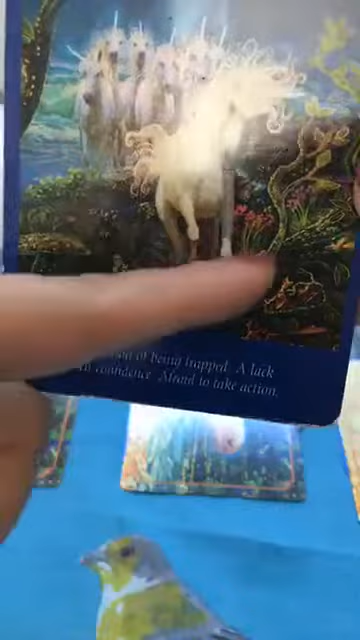 of being trapped. A lack
confidence. Afraid to take action.